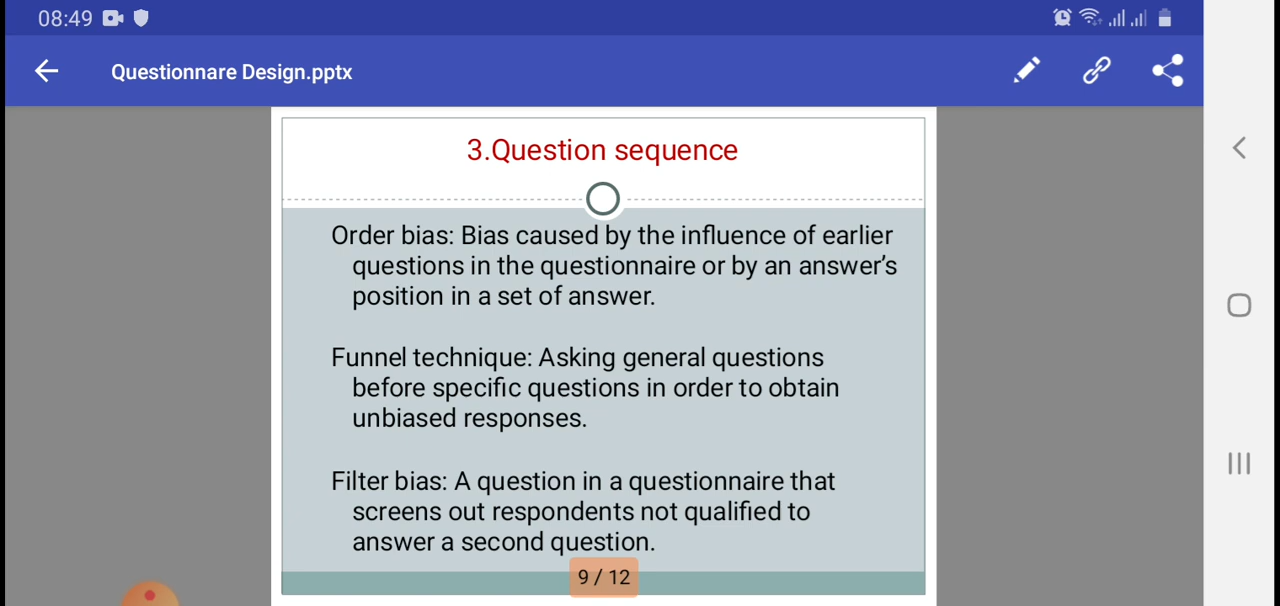 08:49
Questionnare Design.pptx
3.Question sequence
Order bias: Bias caused by the influence of earlier
questions in the questionnaire or by an answer’s
position in a set of answer.
Funnel technique: Asking general questions
before specific questions in order to obtain
unbiased responses.
Filter bias: A question in a questionnaire that
screens out respondents not qualified to
answer a second question.
9 / 12